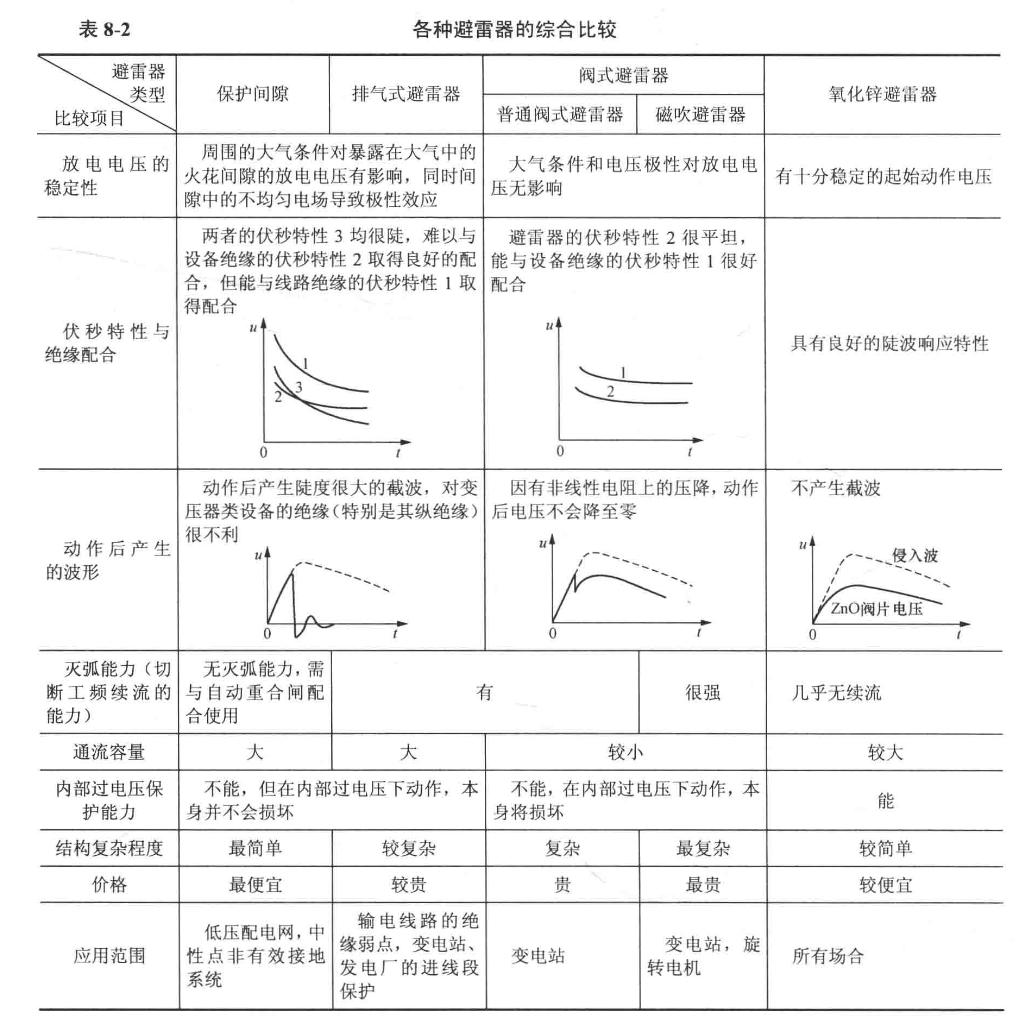 表 8-2
各种避雷器的综合比较
避雷器
类型
比较项目
保护间隙
排气式避雷器
阀式避雷器
普通阀式避雷器
磁吹避雷器
氧化锌避雷器
放电电压的
稳定性
周围的大气条件对暴露在大气中的
火花间隙的放电电压有影响，同时间
隙中的不均匀电场导致极性效应
大气条件和电压极性对放电电
压无影响
有十分稳定的起始动作电压
伏秒特性与
绝缘配合
两者的伏秒特性 3 均很陡，难以与
设备绝缘的伏秒特性 2 取得良好的配
合，但能与线路绝缘的伏秒特性 1 取
得配合
u
1
3
2
0
t
避雷器的伏秒特性 2 很平坦，
能与设备绝缘的伏秒特性 1 很好
配合
u
1
2
0
t
具有良好的陡波响应特性
动作后产生
的波形
动作后产生陡度很大的截波，对变
压器类设备的绝缘（特别是其纵绝缘）
很不利
u
0
t
因有非线性电阻上的压降，动作
后电压不会降至零
u
0
t
不产生截波
u
侵入波
ZnO阀片电压
0
t
灭弧能力（切
断工频续流的
能力）
无灭弧能力，需
与自动重合闸配
合使用
有
很强
几乎无续流
通流容量
大
大
较小
较大
内部过电压保
护能力
不能，但在内部过电压下动作，本
身并不会损坏
不能，在内部过电压下动作，本
身将损坏
能
结构复杂程度
最简单
较复杂
复杂
最复杂
较简单
价格
最便宜
较贵
贵
最贵
较便宜
应用范围
低压配电网，中
性点非有效接地
系统
输电线路的绝
缘弱点，变电站、
发电厂的进线段
保护
变电站
变电站，旋
转电机
所有场合